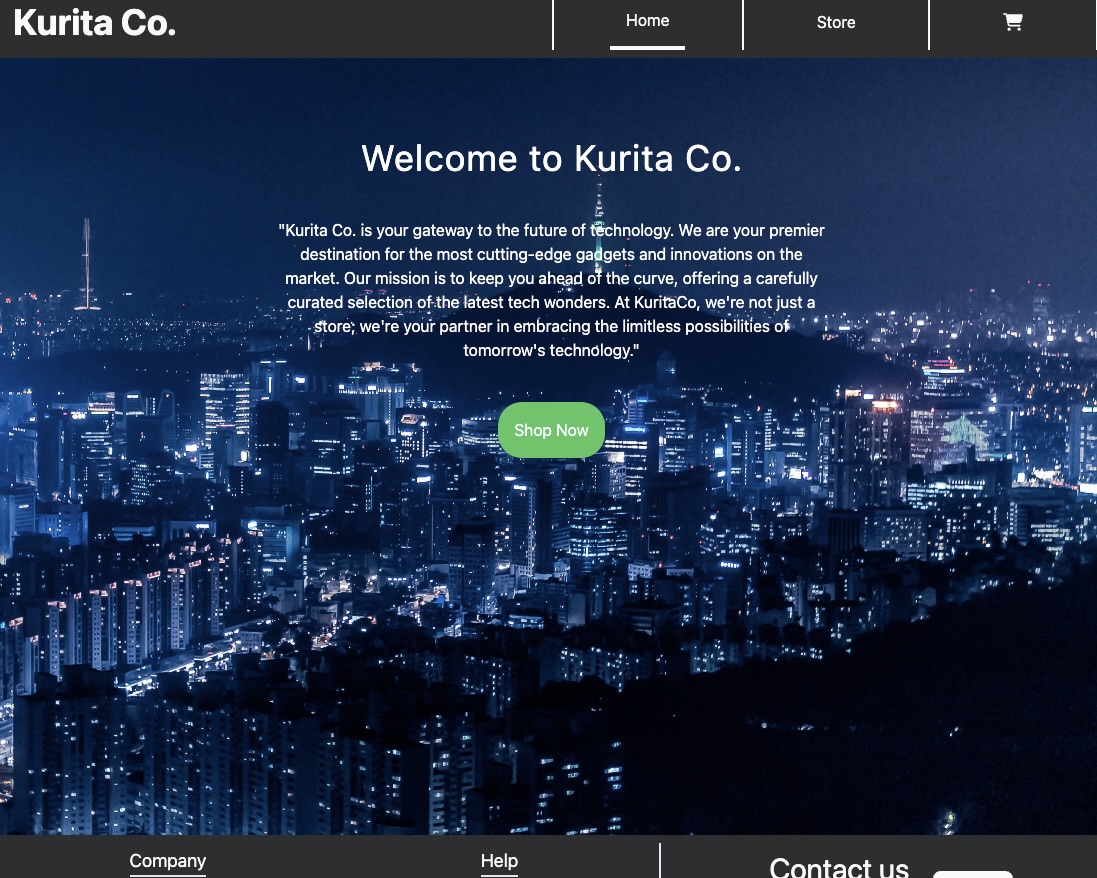 Kurita Co.
Home
Store
Welcome to Kurita Co.
"Kurita Co. is your gateway to the future of technology. We are your premier
destination for the most cutting-edge gadgets and innovations on the
market. Our mission is to keep you ahead of the curve, offering a carefully
curated selection of the latest tech wonders. At KuritaCo, we're not just a
store; we're your partner in embracing the limitless possibilities of
tomorrow's technology."
Shop Now
Company
Help
Contact us